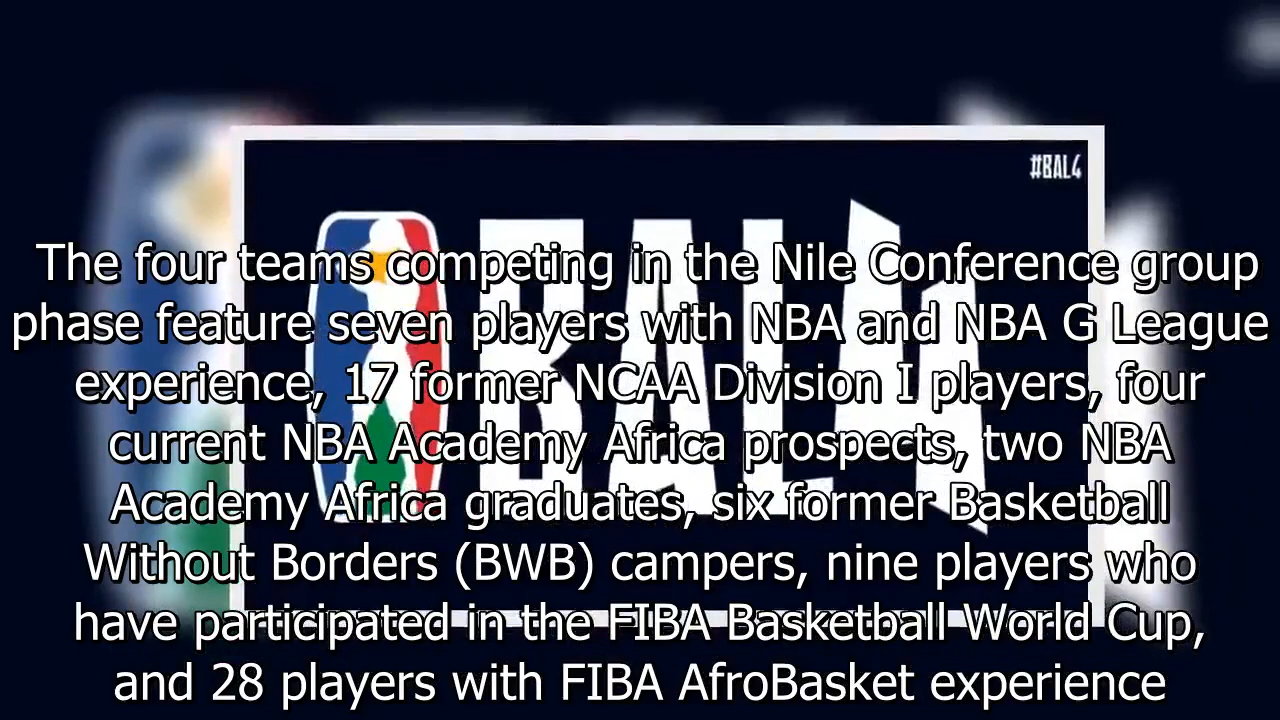 #BAL4
BAL4
The four teams competing in the Nile Conference group
phase feature seven players with NBA and NBA G League
experience, 17 former NCAA Division I players, four
current NBA Academy Africa prospects, two NBA
Academy Africa graduates, six former Basketball
Without Borders (BWB) campers, nine players who
have participated in the FIBA Basketball World Cup,
and 28 players with FIBA AfroBasket experience